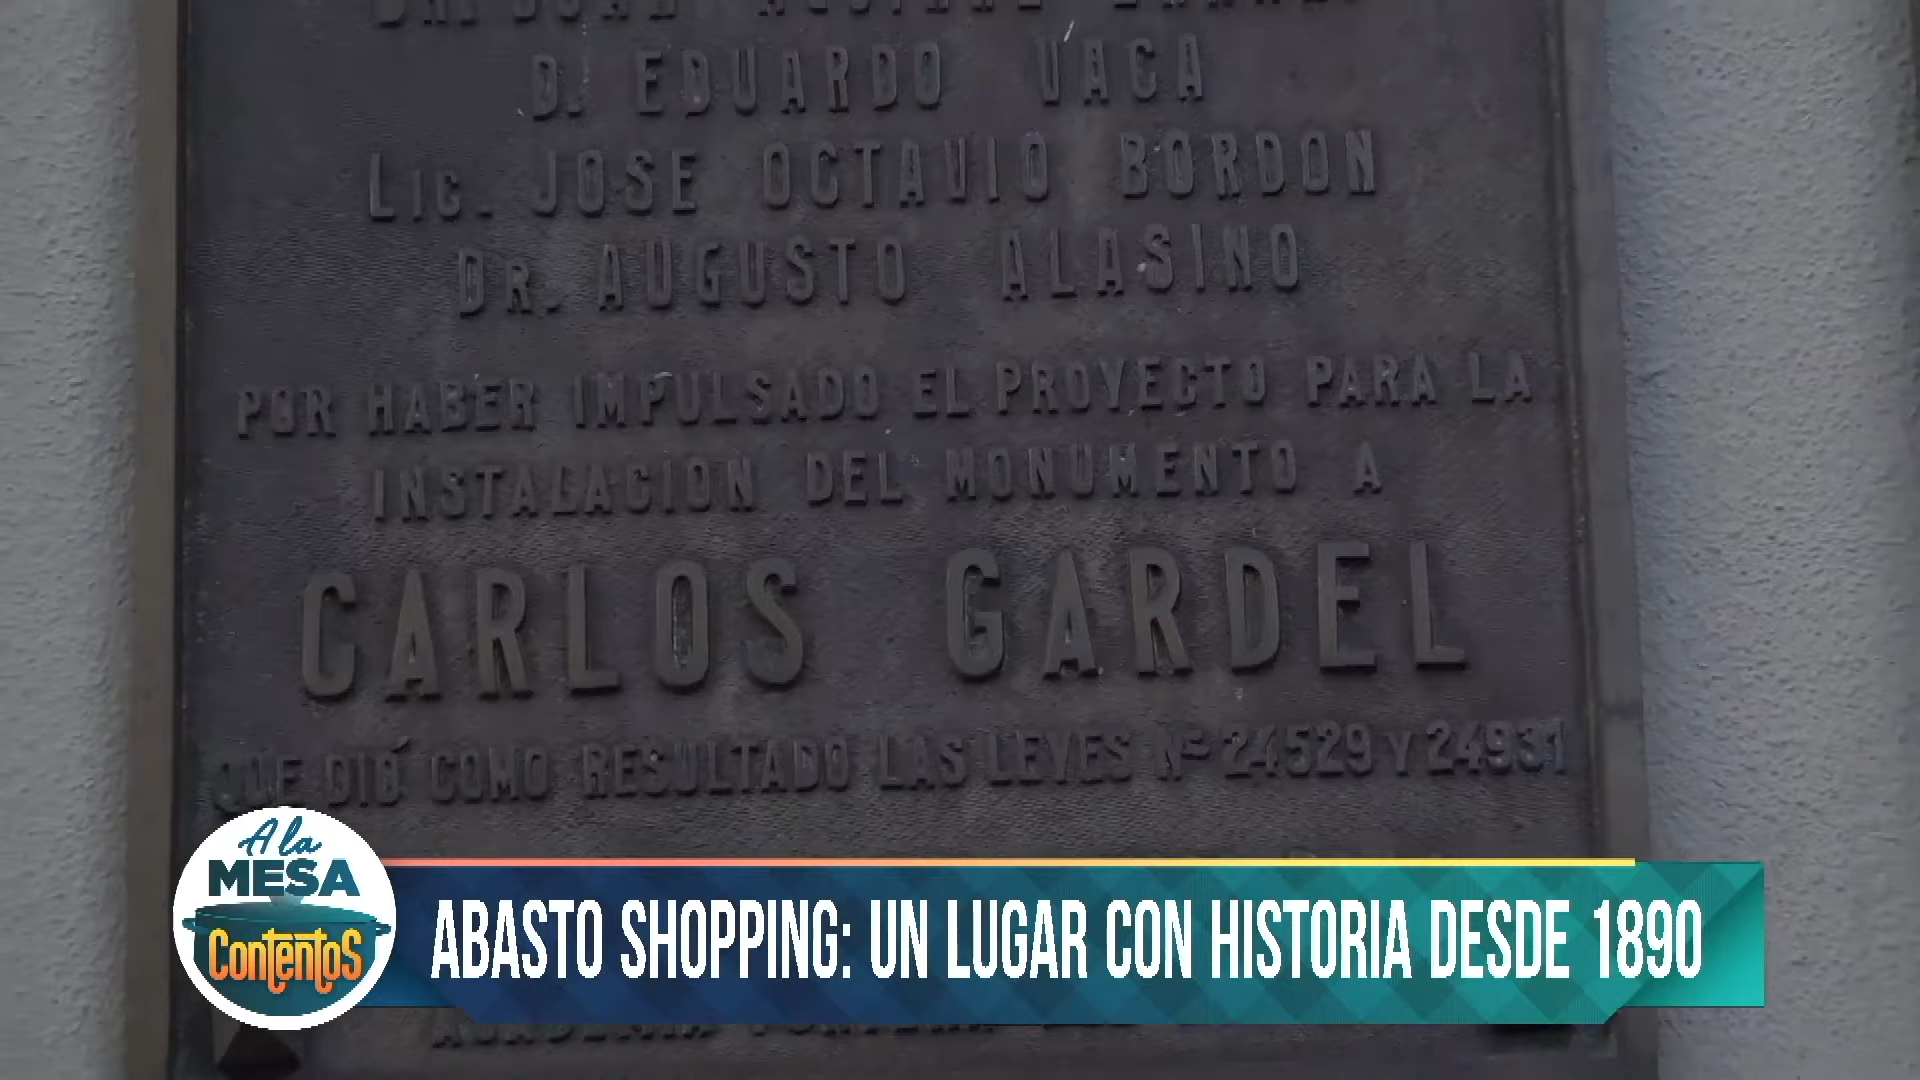 D. EDUARDO VACA
Lic. JOSE OCTAVIO BORDON
DR. AUGUSTO ALASINO
POR HABER IMPULSADO EL PROYECTO PARA LA
INSTALACION DEL MONUMENTO A
CARLOS GARDEL
QUE DIÓ COMO RESULTADO LAS LEYES Nº 24529 Y 24931
A la
MESA
Contentos
ABASTO SHOPPING: UN LUGAR CON HISTORIA DESDE 1890